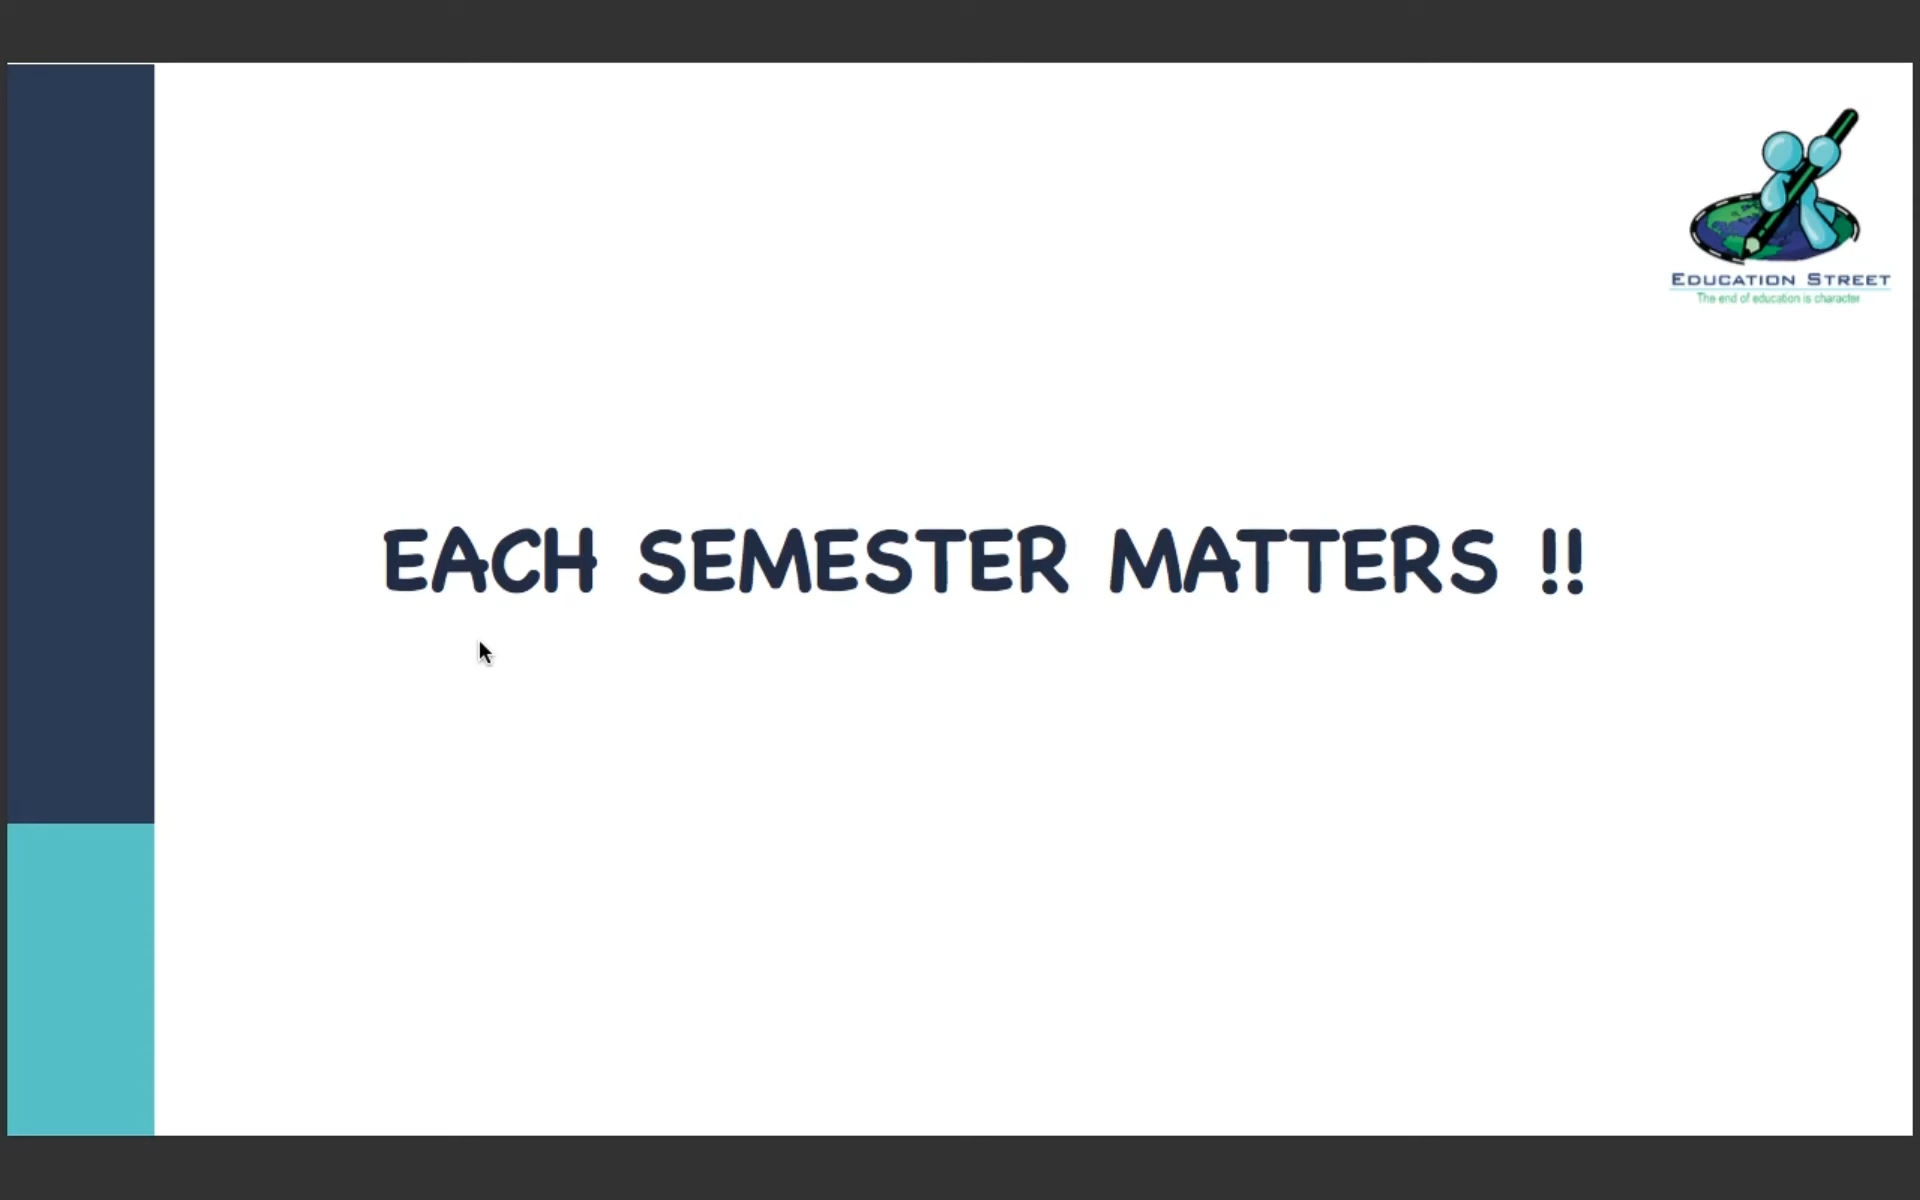 EDUCATION STREET
The end of education is character
EACH SEMESTER MATTERS !!